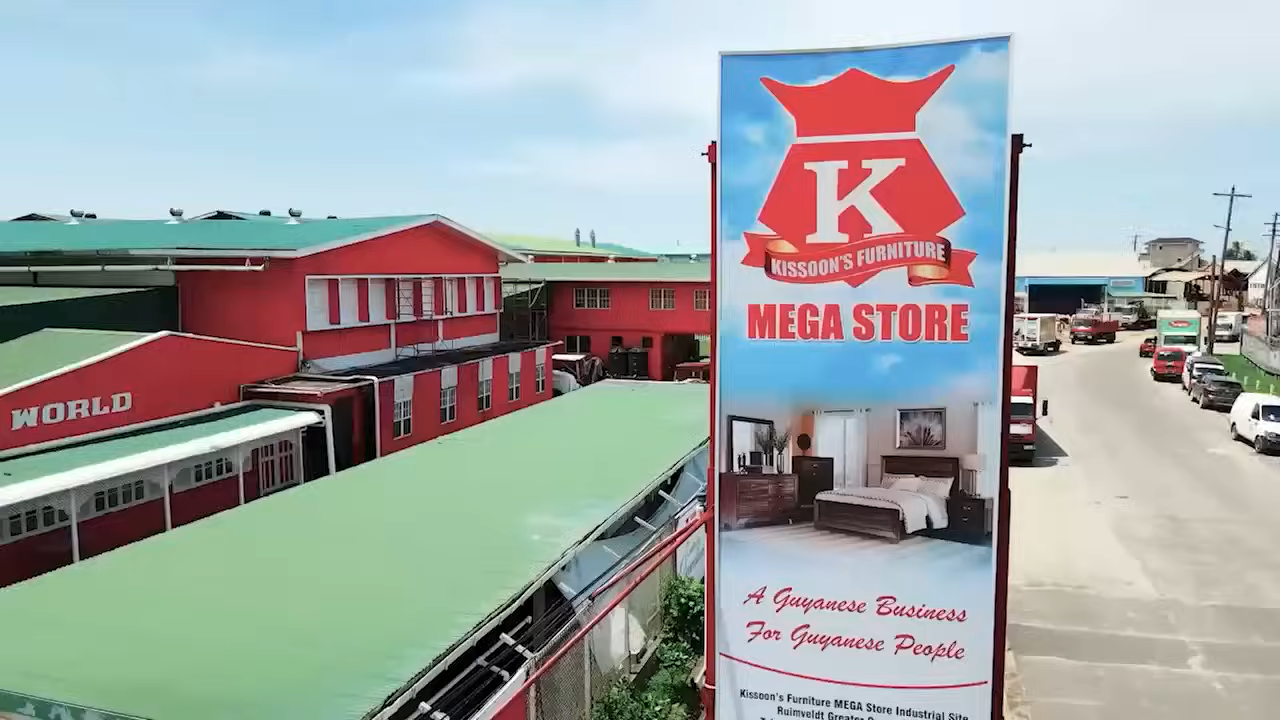 K
KISSOON'S FURNITURE
MEGA STORE
WORLD
A Guyanese Business
For Guyanese People
Kissoon's Furniture MEGA Store Industrial Site
Ruimveldt Greater